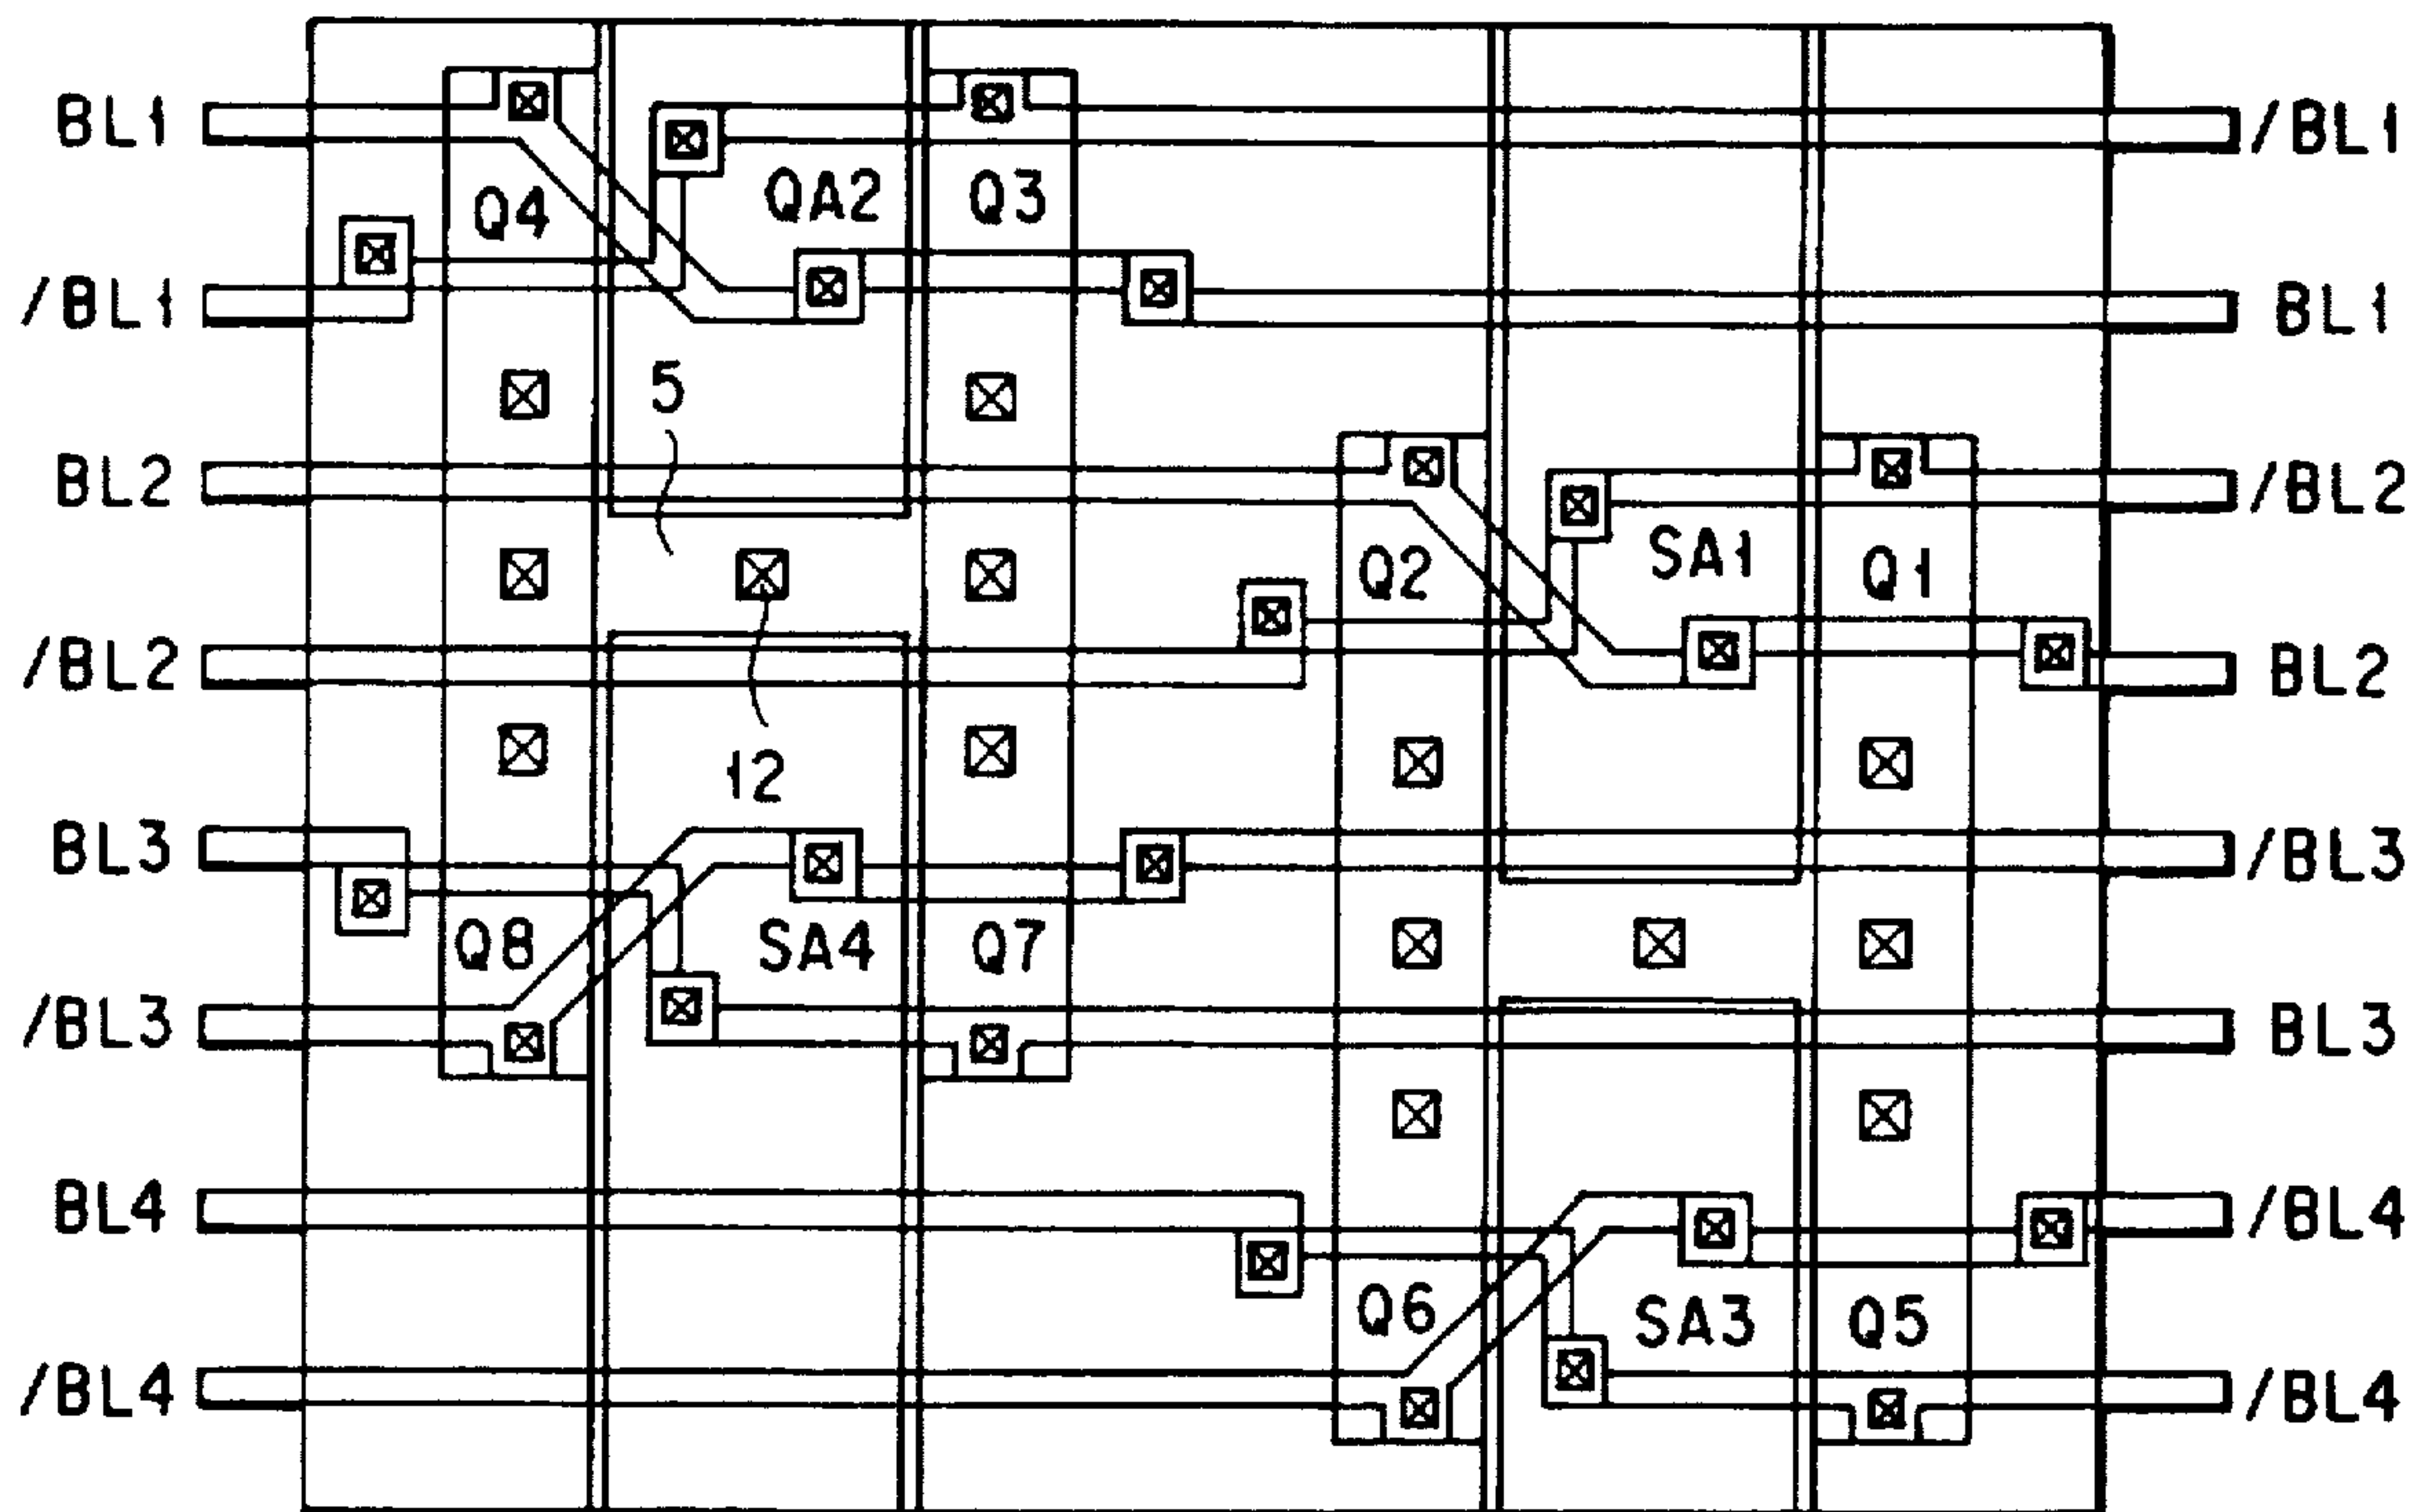 BL1 /BL1
Q4 QA2 Q3
/BL1 BL1
5
BL2 /BL2
Q2 SA1 Q1
/BL2 BL2
12
BL3 /BL3
Q8 SA4 Q7
/BL3 BL3
BL4 /BL4
Q6 SA3 Q5
/BL4 /BL4